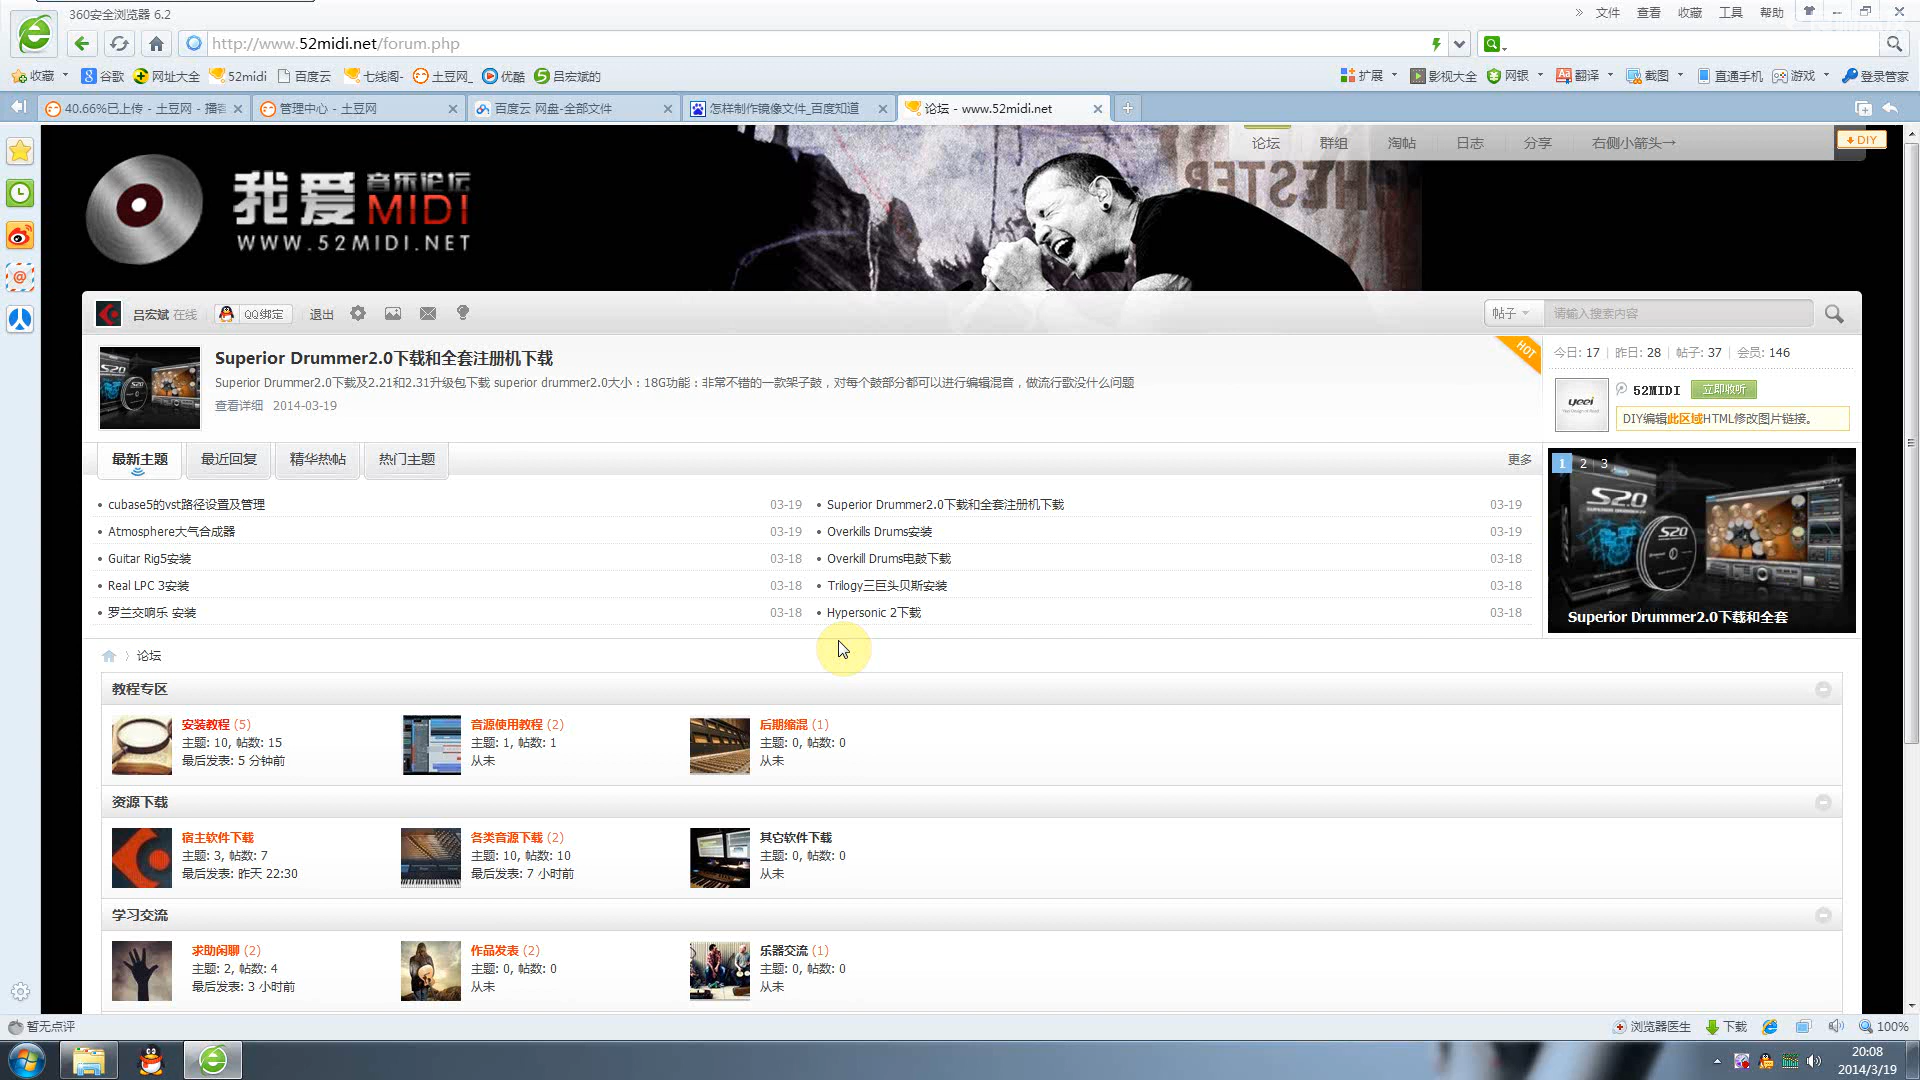 360安全浏览器 6.2
» 文件 查看 收藏 工具 帮助
http://www.52midi.net/forum.php
收藏 谷歌 网址大全 52midi 百度云 七线阁- 土豆网_ 优酷 吕宏斌的
扩展 影视大全 网银 翻译 截图 直通手机 游戏 登录管家
40.66%已上传 - 土豆网 - 播客
管理中心 - 土豆网
百度云 网盘-全部文件
怎样制作镜像文件_百度知道
论坛 - www.52midi.net
论坛 群组 淘帖 日志 分享 右侧小箭头→
DIY
我爱MIDI 音乐论坛
WWW.52MIDI.NET
CHESTER
吕宏斌 在线 QQ绑定 退出
帖子 请输入搜索内容
Superior Drummer2.0下载和全套注册机下载
Superior Drummer2.0下载及2.21和2.31升级包下载 superior drummer2.0大小：18G功能：非常不错的一款架子鼓，对每个鼓部分都可以进行编辑混音，做流行歌没什么问题
查看详细 2014-03-19
HOT
今日: 17 | 昨日: 28 | 帖子: 37 | 会员: 146
yeei
52MIDI 立即收听
DIY编辑此区域HTML修改图片链接。
最新主题 最近回复 精华热帖 热门主题 更多
cubase5的vst路径设置及管理 03-19
Superior Drummer2.0下载和全套注册机下载 03-19
Atmosphere大气合成器 03-19
Overkills Drums安装 03-19
Guitar Rig5安装 03-18
Overkill Drums电鼓下载 03-18
Real LPC 3安装 03-18
Trilogy三巨头贝斯安装 03-18
罗兰交响乐 安装 03-18
Hypersonic 2下载 03-18
1 2 3
S2.0
S20
Superior Drummer2.0下载和全套
论坛
教程专区
安装教程 (5)
主题: 10, 帖数: 15
最后发表: 5 分钟前
音源使用教程 (2)
主题: 1, 帖数: 1
从未
后期缩混 (1)
主题: 0, 帖数: 0
从未
资源下载
宿主软件下载
主题: 3, 帖数: 7
最后发表: 昨天 22:30
各类音源下载 (2)
主题: 10, 帖数: 10
最后发表: 7 小时前
其它软件下载
主题: 0, 帖数: 0
从未
学习交流
求助闲聊 (2)
主题: 2, 帖数: 4
最后发表: 3 小时前
作品发表 (2)
主题: 0, 帖数: 0
从未
乐器交流 (1)
主题: 0, 帖数: 0
从未
暂无点评
浏览器医生 下载 100%
20:08
2014/3/19